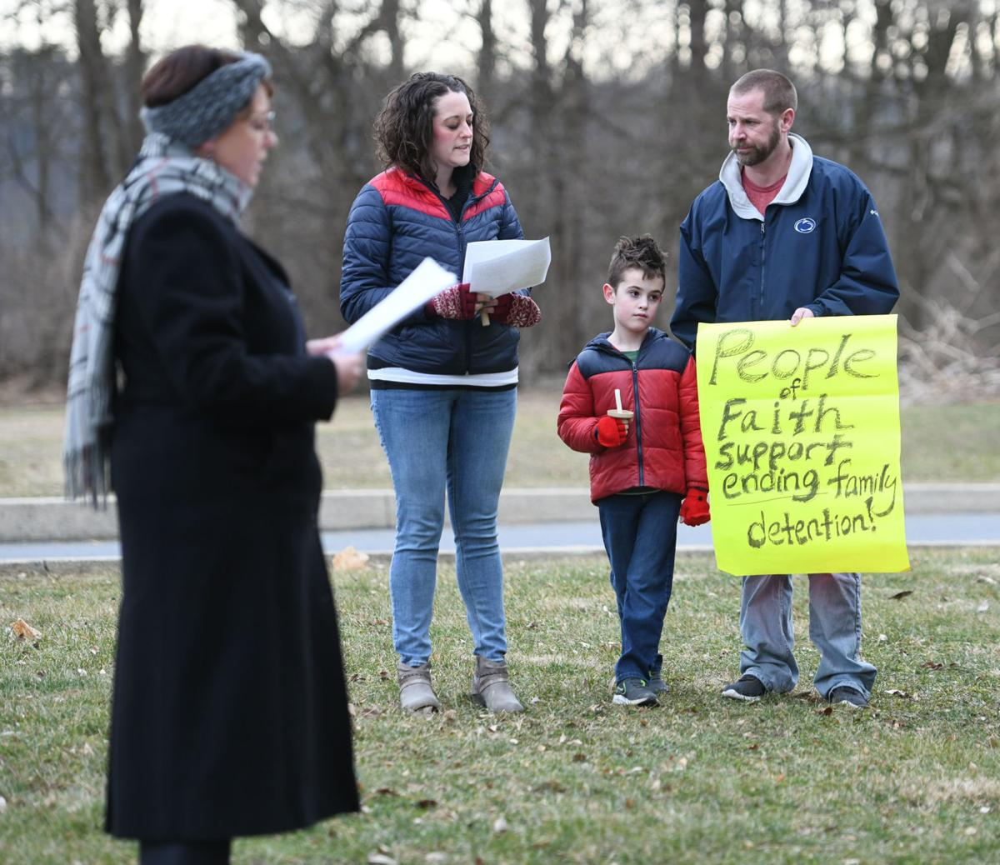 People
of
Faith
support
ending family
detention!